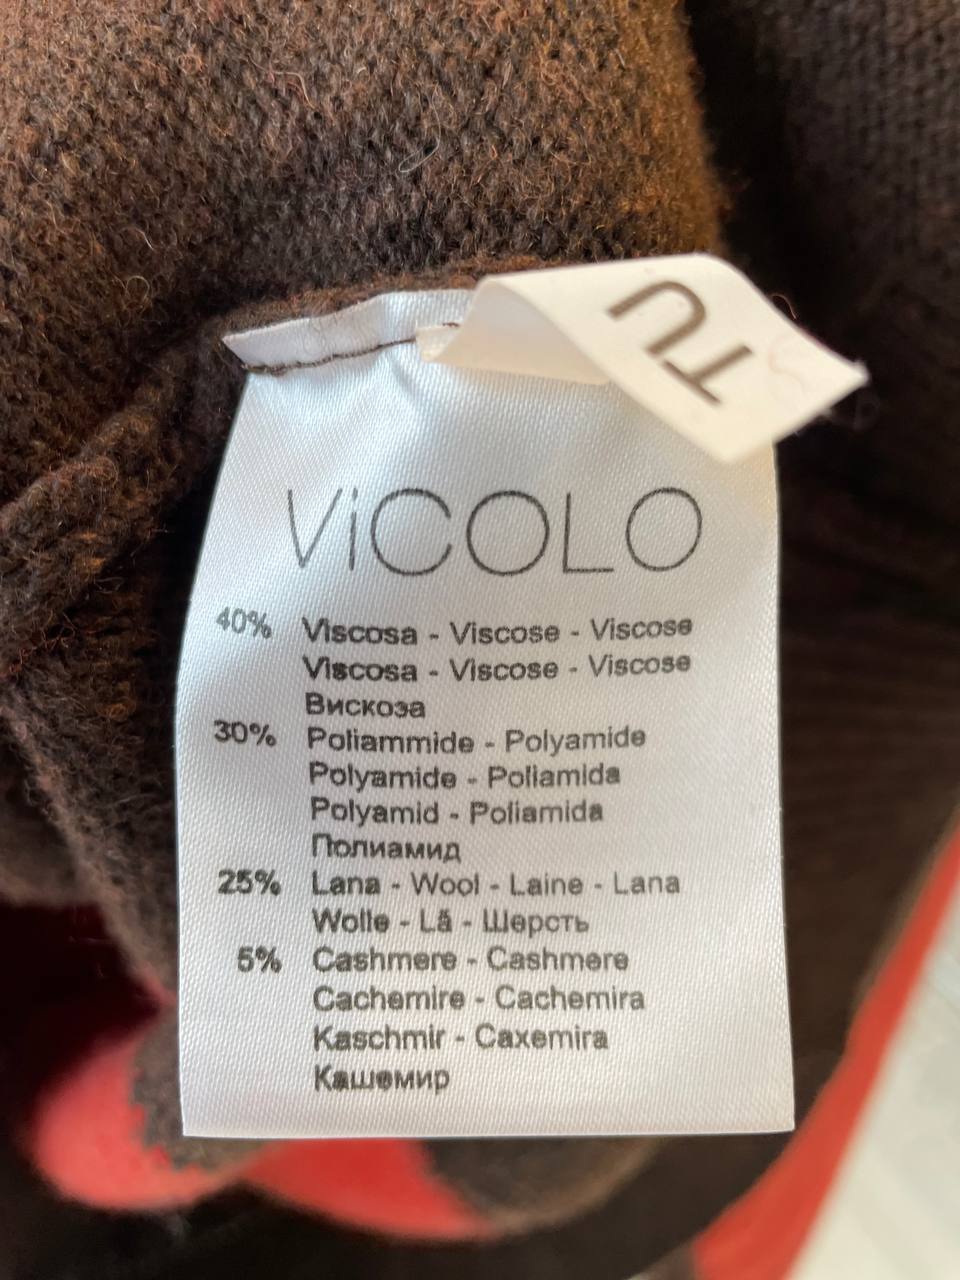 TU
ViCOLO
40% Viscosa - Viscose - Viscose
Viscosa - Viscose - Viscose
Вискоза
30% Poliammide - Polyamide
Polyamide - Poliamida
Polyamid - Poliamida
Полиамид
25% Lana - Wool - Laine - Lana
Wolle - Lã - Шерсть
5% Cashmere - Cashmere
Cachemire - Cachemira
Kaschmir - Caxemira
Кашемир